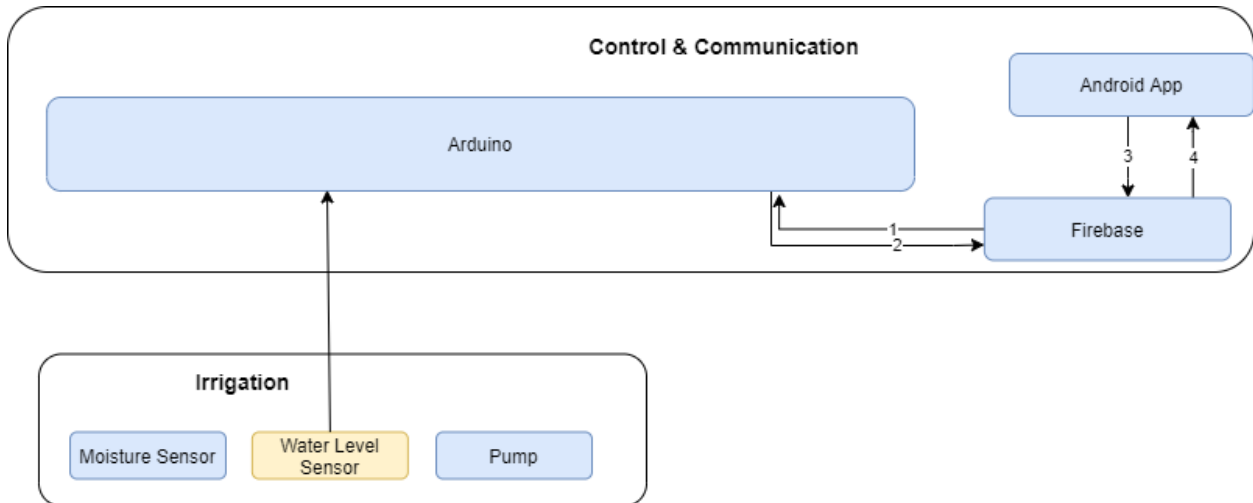 Control & Communication
Android App
Arduino
3
4
1
2
Firebase
Irrigation
Moisture Sensor
Water Level
Sensor
Pump